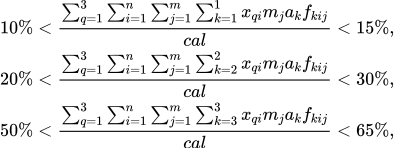 10% < \frac{\sum_{q=1}^{3} \sum_{i=1}^{n} \sum_{j=1}^{m} \sum_{k=1}^{1} x_{qi} m_j a_k f_{kij}}{cal} < 15%,
20% < \frac{\sum_{q=1}^{3} \sum_{i=1}^{n} \sum_{j=1}^{m} \sum_{k=2}^{2} x_{qi} m_j a_k f_{kij}}{cal} < 30%,
50% < \frac{\sum_{q=1}^{3} \sum_{i=1}^{n} \sum_{j=1}^{m} \sum_{k=3}^{3} x_{qi} m_j a_k f_{kij}}{cal} < 65%,